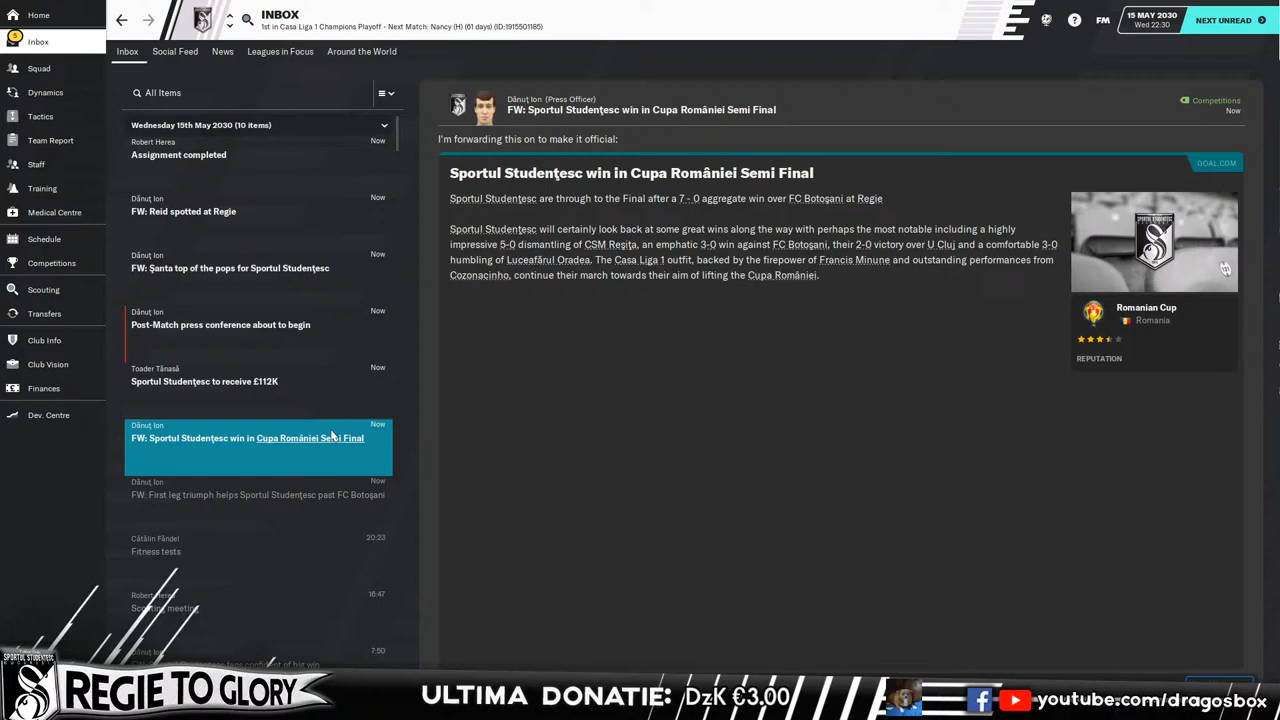 Home
5
Inbox
Squad
Dynamics
Tactics
Team Report
Staff
Training
Medical Centre
Schedule
Competitions
Scouting
Transfers
Club Info
Club Vision
Finances
Dev. Centre
INBOX
1st in Casa Liga 1 Champions Playoff - Next Match: Nancy (H) (61 days) (ID:1915501185)
FM
15 MAY 2030
Wed 22:30
NEXT UNREAD
Inbox Social Feed News Leagues in Focus Around the World
All Items
Wednesday 15th May 2030 (10 items)
Robert Herea Now
Assignment completed
Dănuț Ion Now
FW: Reid spotted at Regie
Dănuț Ion Now
FW: Șanta top of the pops for Sportul Studențesc
Dănuț Ion Now
Post-Match press conference about to begin
Toader Tănasă Now
Sportul Studențesc to receive £112K
Dănuț Ion Now
FW: Sportul Studențesc win in Cupa României Semi Final
Dănuț Ion Now
FW: First leg triumph helps Sportul Studențesc past FC Botoșani
Cătălin Fândel 20:23
Fitness tests
Robert Herea 16:47
Scouting meeting
Dănuț Ion 7:50
Dănuț Ion (Press Officer)
FW: Sportul Studențesc win in Cupa României Semi Final
Competitions
Now
I'm forwarding this on to make it official:
GOAL.COM
Sportul Studențesc win in Cupa României Semi Final
Sportul Studențesc are through to the Final after a 7 - 0 aggregate win over FC Botoșani at Regie
Sportul Studențesc will certainly look back at some great wins along the way with perhaps the most notable including a highly
impressive 5-0 dismantling of CSM Reșița, an emphatic 3-0 win against FC Botoșani, their 2-0 victory over U Cluj and a comfortable 3-0
humbling of Luceafărul Oradea. The Casa Liga 1 outfit, backed by the firepower of Francis Minune and outstanding performances from
Cozonacinho, continue their march towards their aim of lifting the Cupa României.
Romanian Cup
Romania
REPUTATION
SPORTUL STUDENTESC
REGIE TO GLORY
ULTIMA DONATIE: DzK €3.00
youtube.com/dragosbox